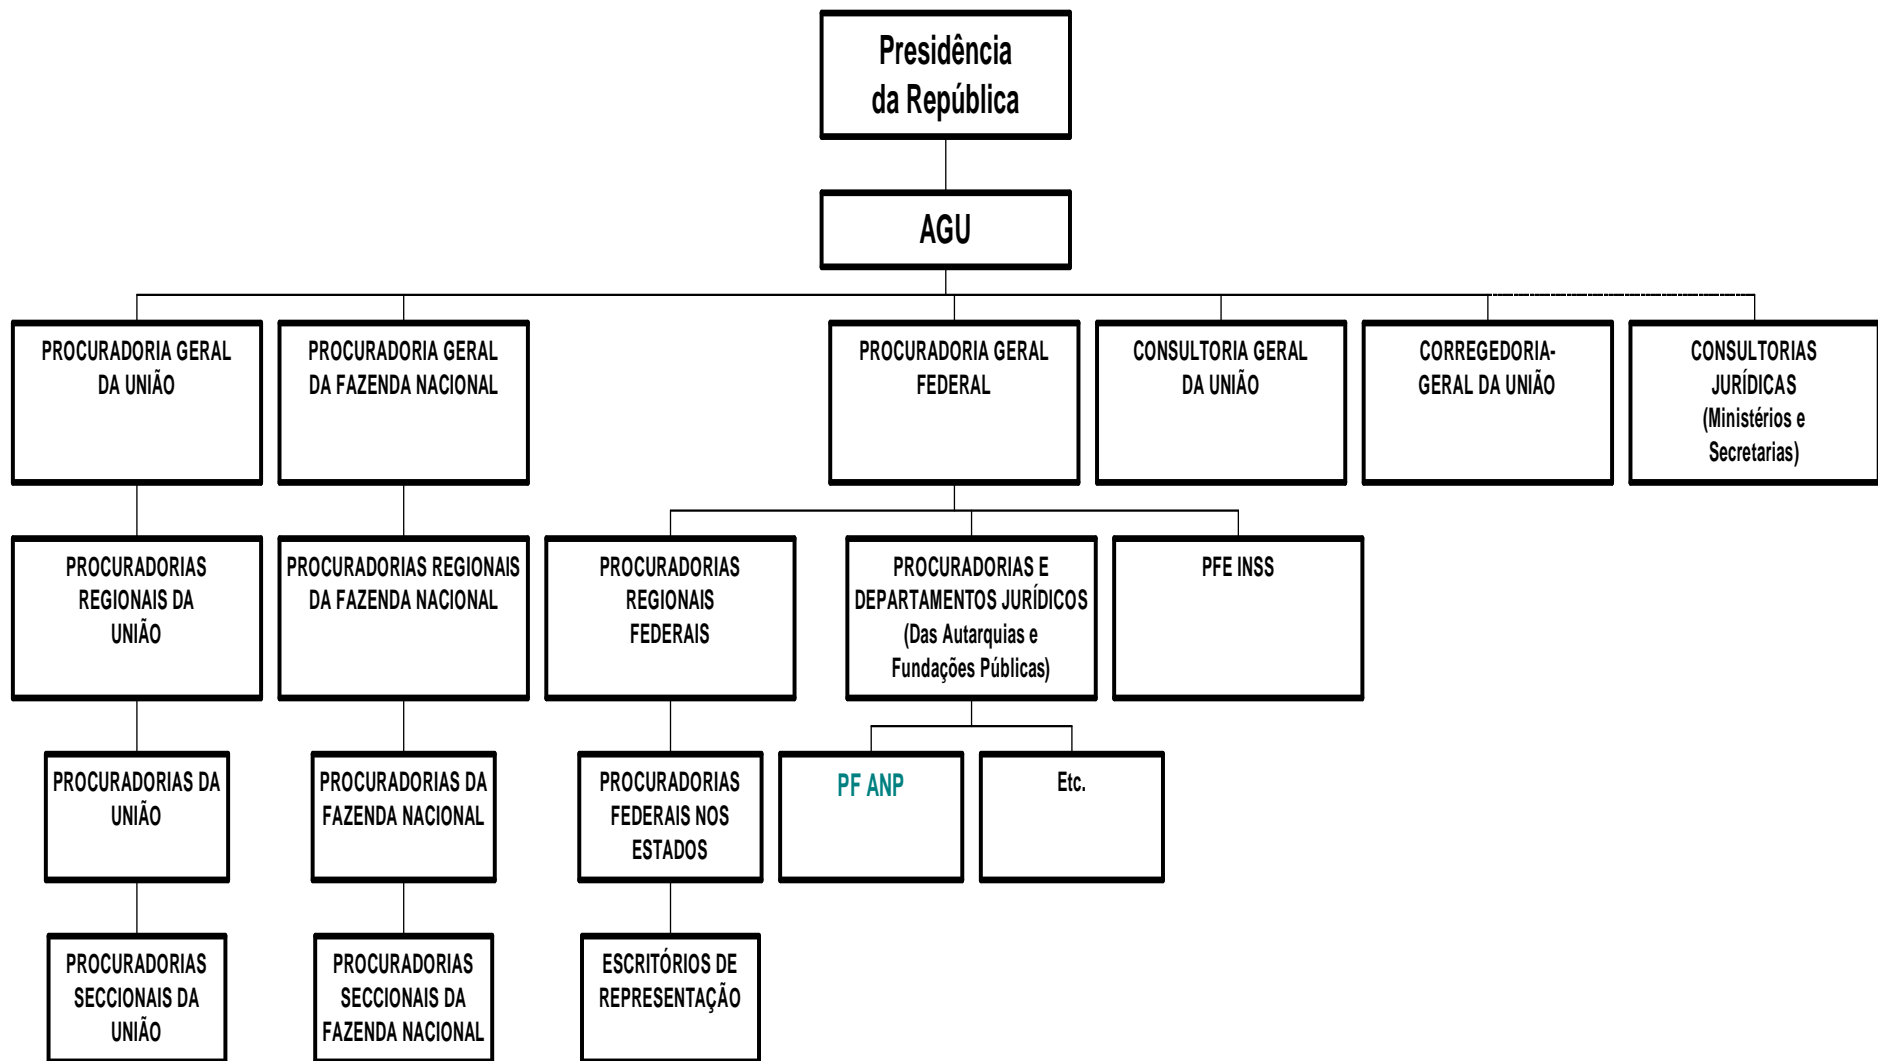 Presidência
da República
AGU
PROCURADORIA GERAL
DA UNIÃO
PROCURADORIA GERAL
DA FAZENDA NACIONAL
PROCURADORIA GERAL
FEDERAL
CONSULTORIA GERAL
DA UNIÃO
CORREGEDORIA-
GERAL DA UNIÃO
CONSULTORIAS
JURÍDICAS
(Ministérios e
Secretarias)
PROCURADORIAS
REGIONAIS DA
UNIÃO
PROCURADORIAS REGIONAIS
DA FAZENDA NACIONAL
PROCURADORIAS
REGIONAIS
FEDERAIS
PROCURADORIAS E
DEPARTAMENTOS JURÍDICOS
(Das Autarquias e
Fundações Públicas)
PFE INSS
PROCURADORIAS DA
UNIÃO
PROCURADORIAS DA
FAZENDA NACIONAL
PROCURADORIAS
FEDERAIS NOS
ESTADOS
PF ANP
Etc.
PROCURADORIAS
SECCIONAIS DA
UNIÃO
PROCURADORIAS
SECCIONAIS DA
FAZENDA NACIONAL
ESCRITÓRIOS DE
REPRESENTAÇÃO